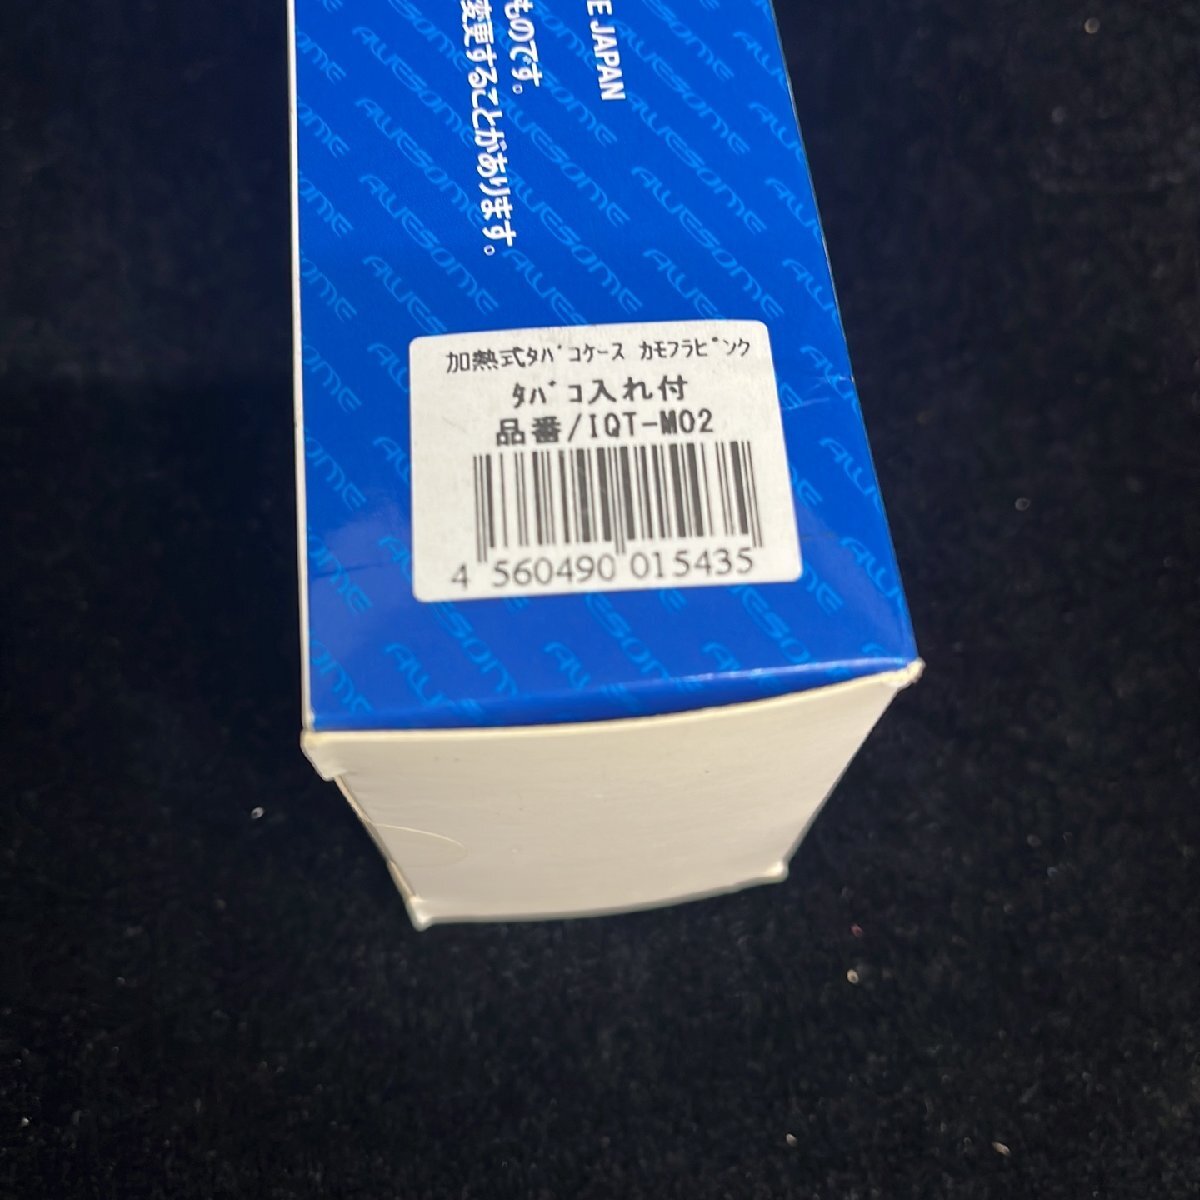 E JAPAN
ものです。
変更することがあります。
加熱式ﾀﾊﾞｺｹｰｽ ｶﾓﾌﾗﾋﾟﾝｸ
ﾀﾊﾞｺ入れ付
品番/IQT-M02
4 560490 015435
AWESOME